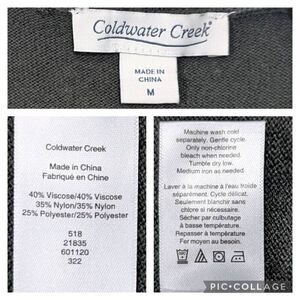 Coldwater Creek
MADE IN
CHINA
M
Coldwater Creek
Made in China
Fabriqué en Chine
40% Viscose/40% Viscose
35% Nylon/35% Nylon
25% Polyester/25% Polyester
518
21835
601120
322
Machine wash cold
separately. Gentle cycle.
Only non-chlorine
bleach when needed.
Tumble dry low.
Medium iron as needed.
Laver à la machine à l'eau froide
séparément. Cycle délicat.
Seulement blanchir sans
chlore si nécessaire.
Sécher par culbutage
à basse température.
Repasser à température
Fer moyen au besoin.
PIC•COLLAGE